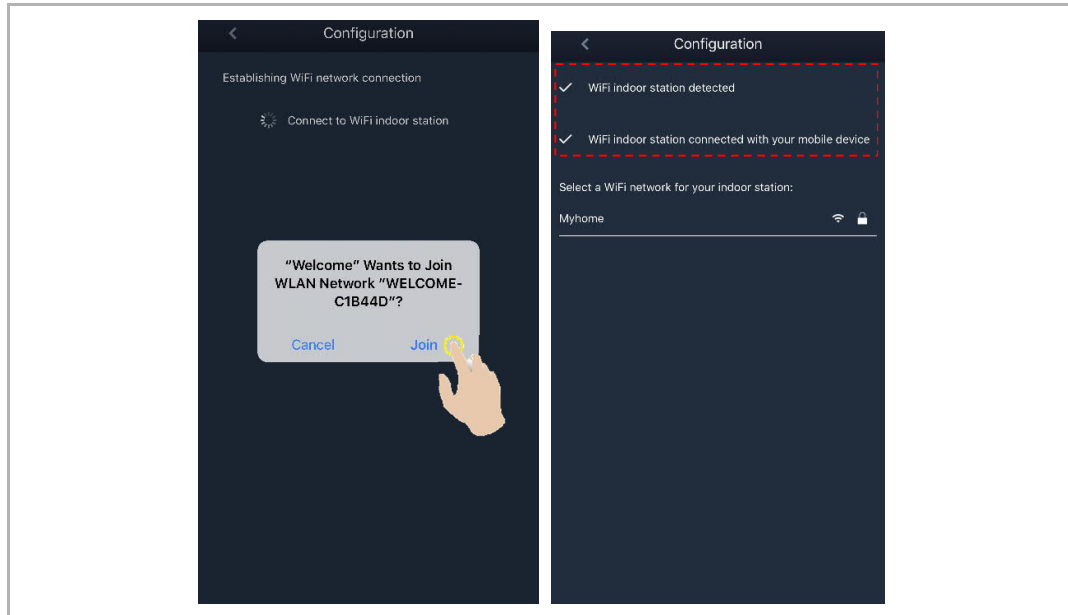 Configuration
Establishing WiFi network connection
Connect to WiFi indoor station
"Welcome" Wants to Join
WLAN Network "WELCOME-
C1B44D"?
Cancel Join
Configuration
WiFi indoor station detected
WiFi indoor station connected with your mobile device
Select a WiFi network for your indoor station:
Myhome